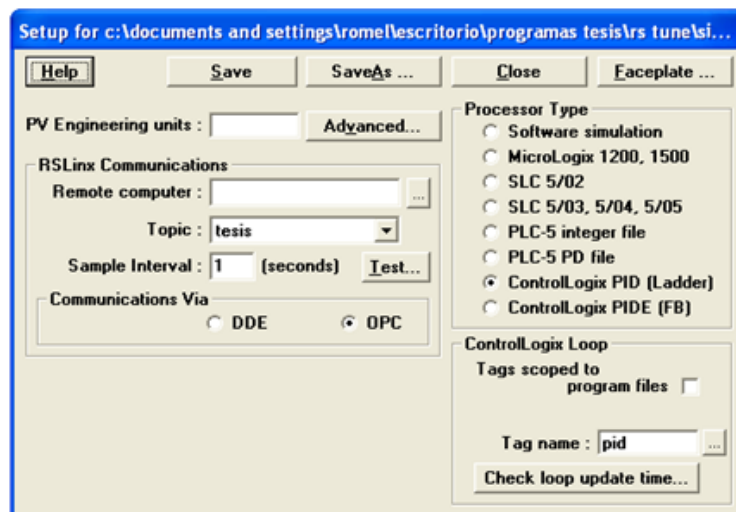 Setup for c:\documents and settings\romel\escritorio\programas tesis\rs tune\si...
Help Save SaveAs ... Close Faceplate ...
PV Engineering units : Advanced...
RSLinx Communications
Remote computer : ...
Topic : tesis
Sample Interval : 1 (seconds) Test...
Communications Via
DDE OPC
Processor Type
Software simulation
MicroLogix 1200, 1500
SLC 5/02
SLC 5/03, 5/04, 5/05
PLC-5 integer file
PLC-5 PD file
ControlLogix PID (Ladder)
ControlLogix PIDE (FB)
ControlLogix Loop
Tags scoped to
program files
Tag name : pid ...
Check loop update time...